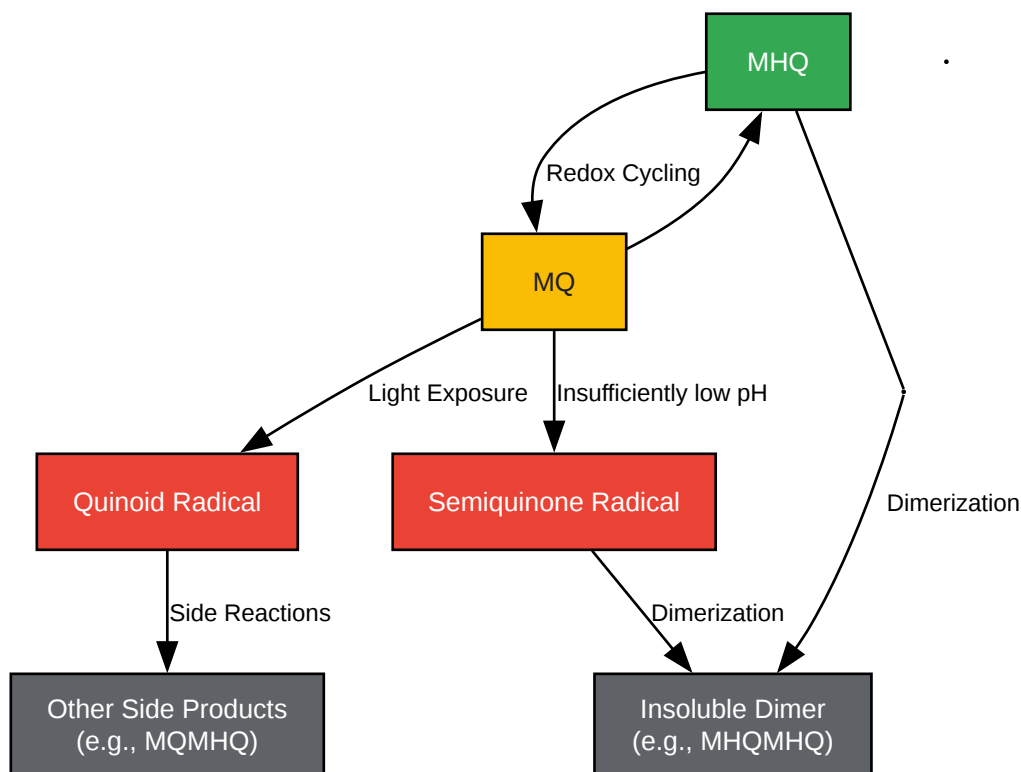 MHQ
Redox Cycling
MQ
Light Exposure
Insufficiently low pH
Quinoid Radical
Semiquinone Radical
Dimerization
Side Reactions
Dimerization
Other Side Products
(e.g., MQMHQ)
Insoluble Dimer
(e.g., MHQMHQ)